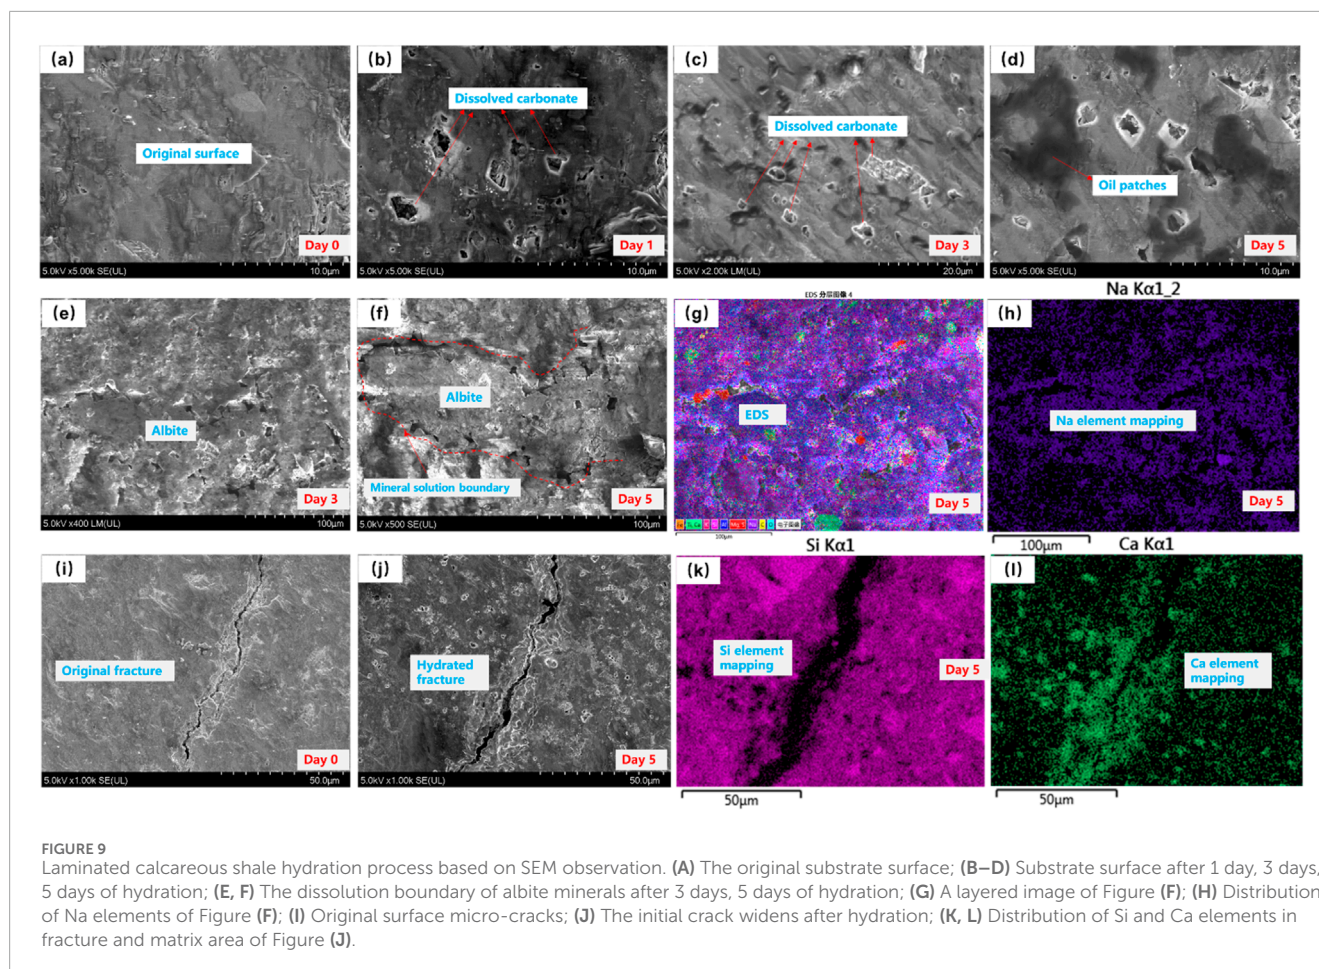 (a)
Original surface
Day 0
5.0kV x5.00k SE(UL)
10.0μm
(b)
Dissolved carbonate
Day 1
5.0kV x5.00k SE(UL)
10.0μm
(c)
Dissolved carbonate
Day 3
5.0kV x2.00k LM(UL)
20.0μm
(d)
Oil patches
Day 5
5.0kV x5.00k SE(UL)
10.0μm
(e)
Albite
Day 3
5.0kV x400 LM(UL)
100μm
(f)
Albite
Mineral solution boundary
Day 5
5.0kV x500 SE(UL)
100μm
EDS 分层图像 4
(g)
EDS
Day 5
100μm
Na Kα1_2
(h)
Na element mapping
Day 5
100μm
(i)
Original fracture
Day 0
5.0kV x1.00k SE(UL)
50.0μm
(j)
Hydrated
fracture
Day 5
5.0kV x1.00k SE(UL)
50.0μm
Si Kα1
(k)
Si element
mapping
Day 5
50μm
Ca Kα1
(l)
Ca element
mapping
50μm
FIGURE 9
Laminated calcareous shale hydration process based on SEM observation. (A) The original substrate surface; (B–D) Substrate surface after 1 day, 3 days,
5 days of hydration; (E, F) The dissolution boundary of albite minerals after 3 days, 5 days of hydration; (G) A layered image of Figure (F); (H) Distribution
of Na elements of Figure (F); (I) Original surface micro-cracks; (J) The initial crack widens after hydration; (K, L) Distribution of Si and Ca elements in
fracture and matrix area of Figure (J).